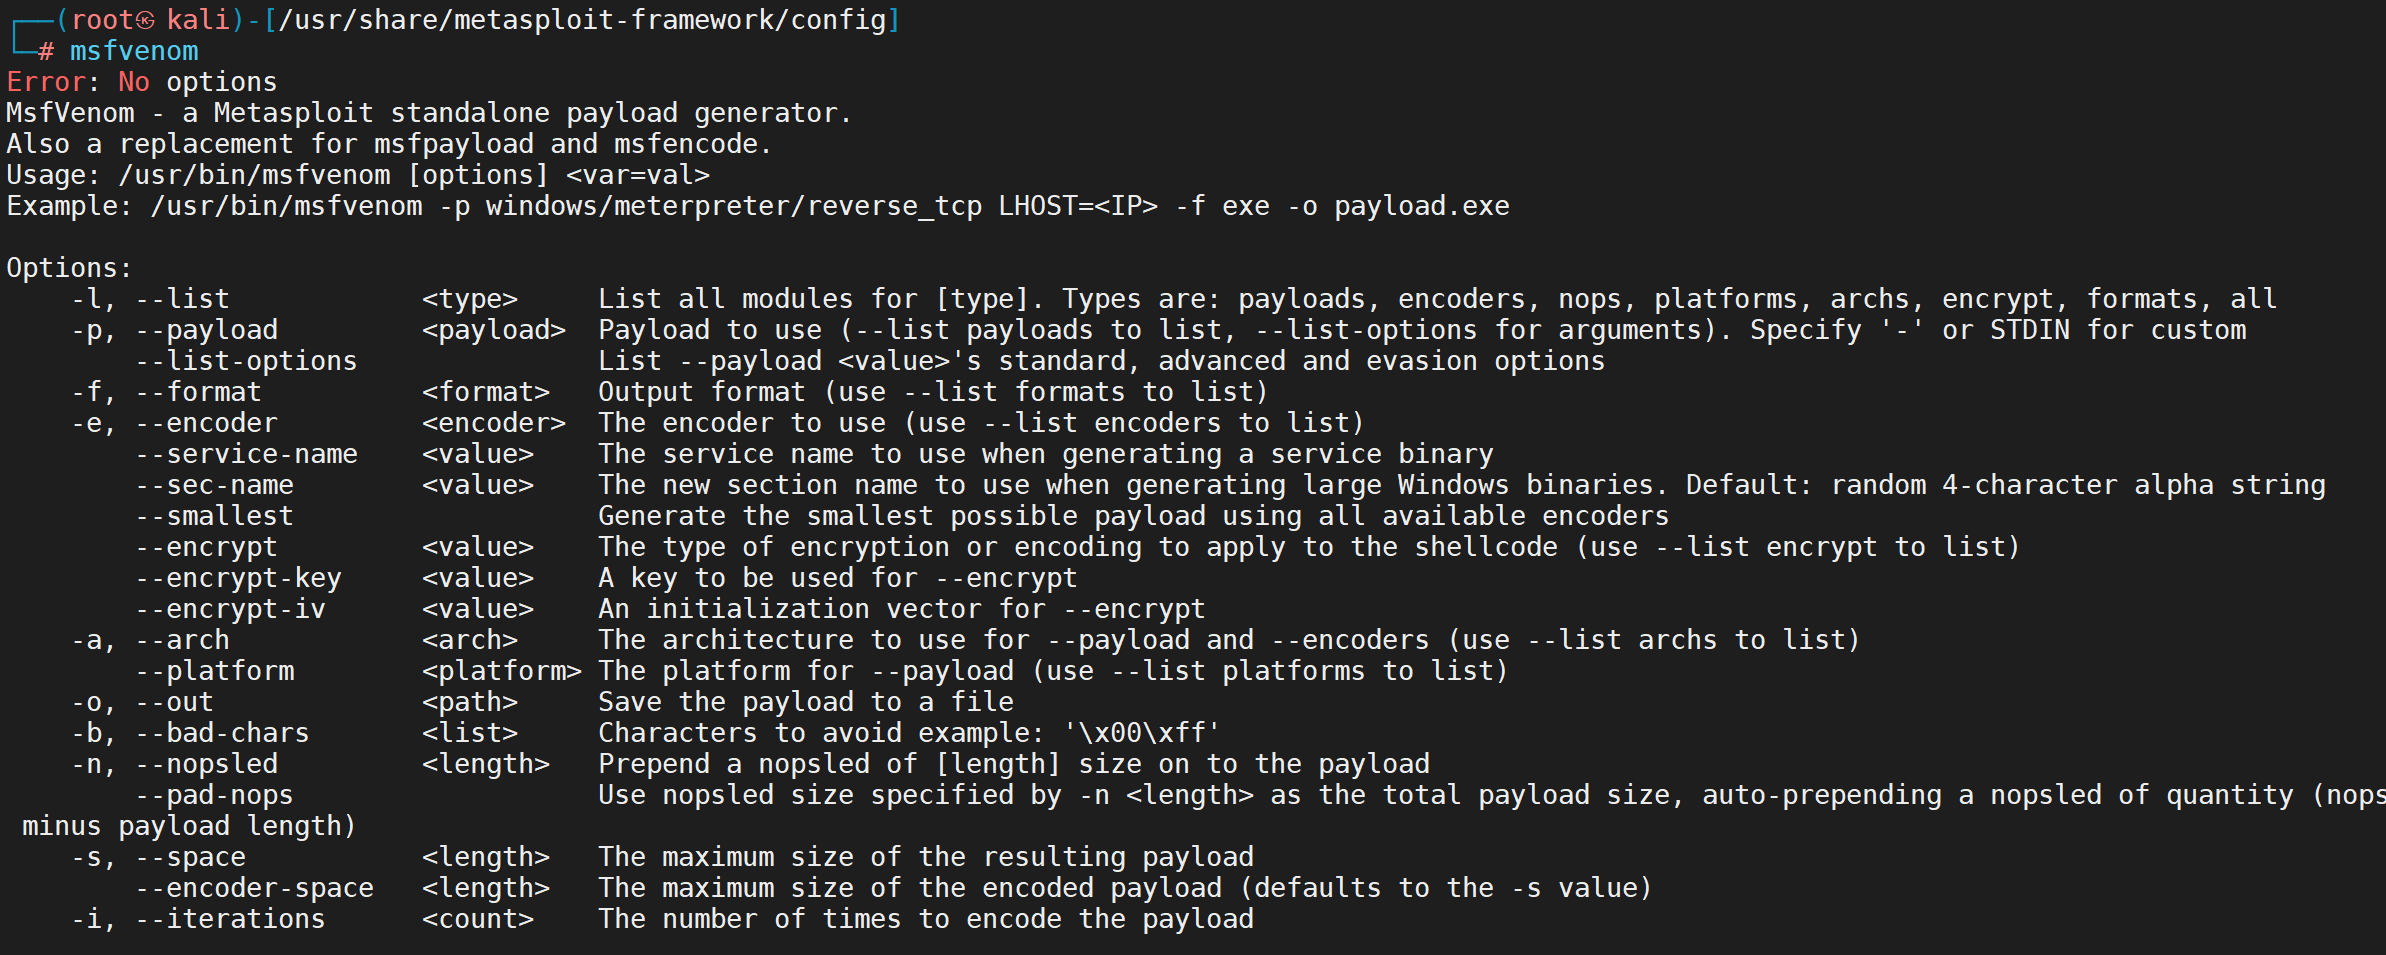 ┌──(root㉿kali)-[/usr/share/metasploit-framework/config]
└─# msfvenom
Error: No options
MsfVenom - a Metasploit standalone payload generator.
Also a replacement for msfpayload and msfencode.
Usage: /usr/bin/msfvenom [options] <var=val>
Example: /usr/bin/msfvenom -p windows/meterpreter/reverse_tcp LHOST=<IP> -f exe -o payload.exe

Options:
    -l, --list            <type>     List all modules for [type]. Types are: payloads, encoders, nops, platforms, archs, encrypt, formats, all
    -p, --payload         <payload>  Payload to use (--list payloads to list, --list-options for arguments). Specify '-' or STDIN for custom
        --list-options               List --payload <value>'s standard, advanced and evasion options
    -f, --format          <format>   Output format (use --list formats to list)
    -e, --encoder         <encoder>  The encoder to use (use --list encoders to list)
        --service-name    <value>    The service name to use when generating a service binary
        --sec-name        <value>    The new section name to use when generating large Windows binaries. Default: random 4-character alpha string
        --smallest                   Generate the smallest possible payload using all available encoders
        --encrypt         <value>    The type of encryption or encoding to apply to the shellcode (use --list encrypt to list)
        --encrypt-key     <value>    A key to be used for --encrypt
        --encrypt-iv      <value>    An initialization vector for --encrypt
    -a, --arch            <arch>     The architecture to use for --payload and --encoders (use --list archs to list)
        --platform        <platform> The platform for --payload (use --list platforms to list)
    -o, --out             <path>     Save the payload to a file
    -b, --bad-chars       <list>     Characters to avoid example: '\x00\xff'
    -n, --nopsled         <length>   Prepend a nopsled of [length] size on to the payload
        --pad-nops                   Use nopsled size specified by -n <length> as the total payload size, auto-prepending a nopsled of quantity (nops
 minus payload length)
    -s, --space           <length>   The maximum size of the resulting payload
        --encoder-space   <length>   The maximum size of the encoded payload (defaults to the -s value)
    -i, --iterations      <count>    The number of times to encode the payload